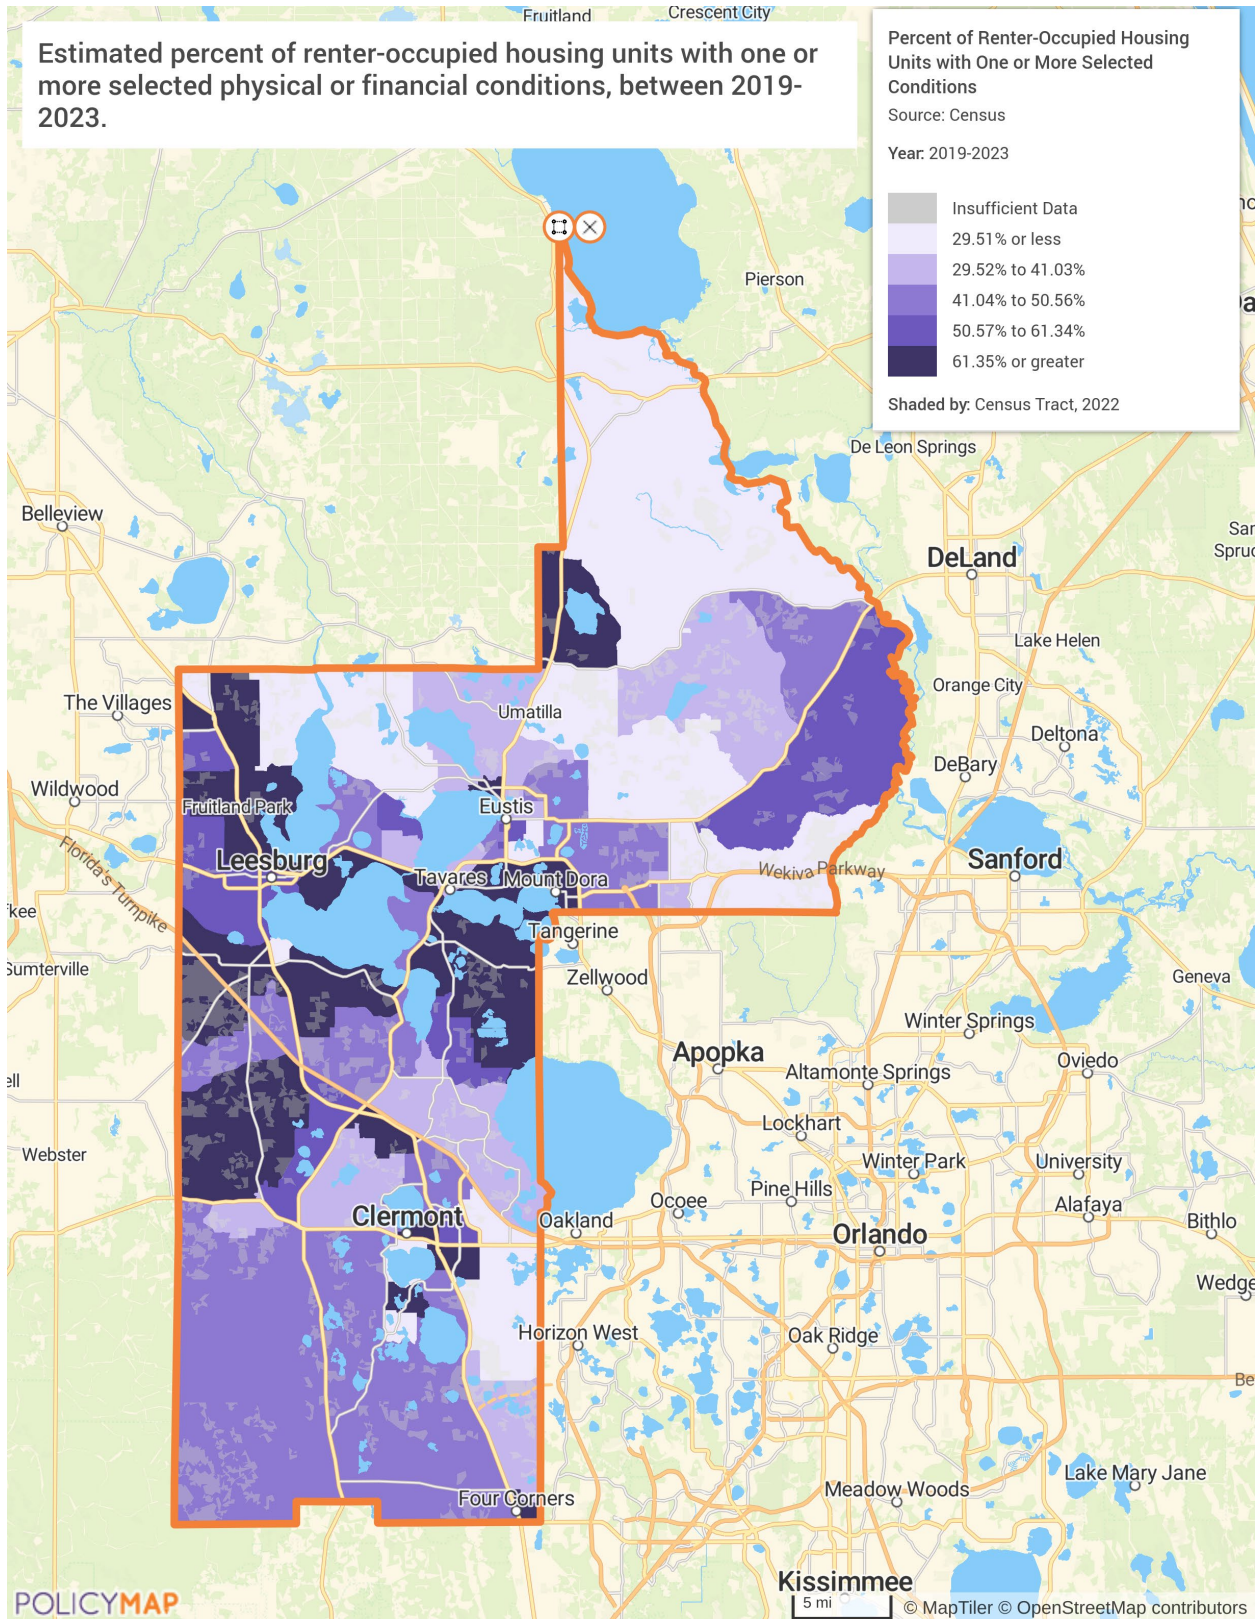 Fruitland
Crescent City
Estimated percent of renter-occupied housing units with one or
more selected physical or financial conditions, between 2019-
2023.
Percent of Renter-Occupied Housing
Units with One or More Selected
Conditions
Source: Census
Year: 2019-2023
Insufficient Data
29.51% or less
29.52% to 41.03%
41.04% to 50.56%
50.57% to 61.34%
61.35% or greater
Shaded by: Census Tract, 2022
Pierson
De Leon Springs
Belleview
DeLand
Lake Helen
The Villages
Umatilla
Orange City
Deltona
DeBary
Wildwood
Fruitland Park
Eustis
Florida's Turnpike
Leesburg
Tavares
Mount Dora
Wekiva Parkway
Sanford
Tangerine
Sumterville
Zellwood
Geneva
Winter Springs
Apopka
Altamonte Springs
Oviedo
Lockhart
Webster
Winter Park
University
Pine Hills
Ocoee
Alafaya
Clermont
Oakland
Orlando
Bithlo
Wedge
Horizon West
Oak Ridge
Be
Four Corners
Meadow Woods
Lake Mary Jane
Kissimmee
5 mi
POLICYMAP
© MapTiler © OpenStreetMap contributors